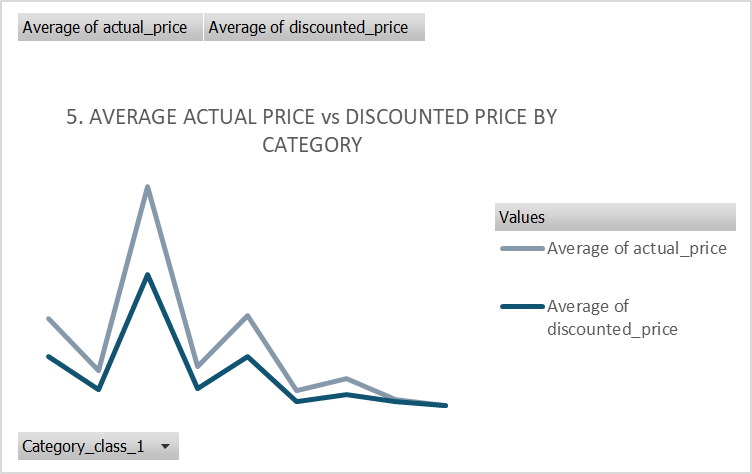 Average of actual_price
Average of discounted_price
5. AVERAGE ACTUAL PRICE vs DISCOUNTED PRICE BY
CATEGORY
Values
Average of actual_price
Average of
discounted_price
Category_class_1